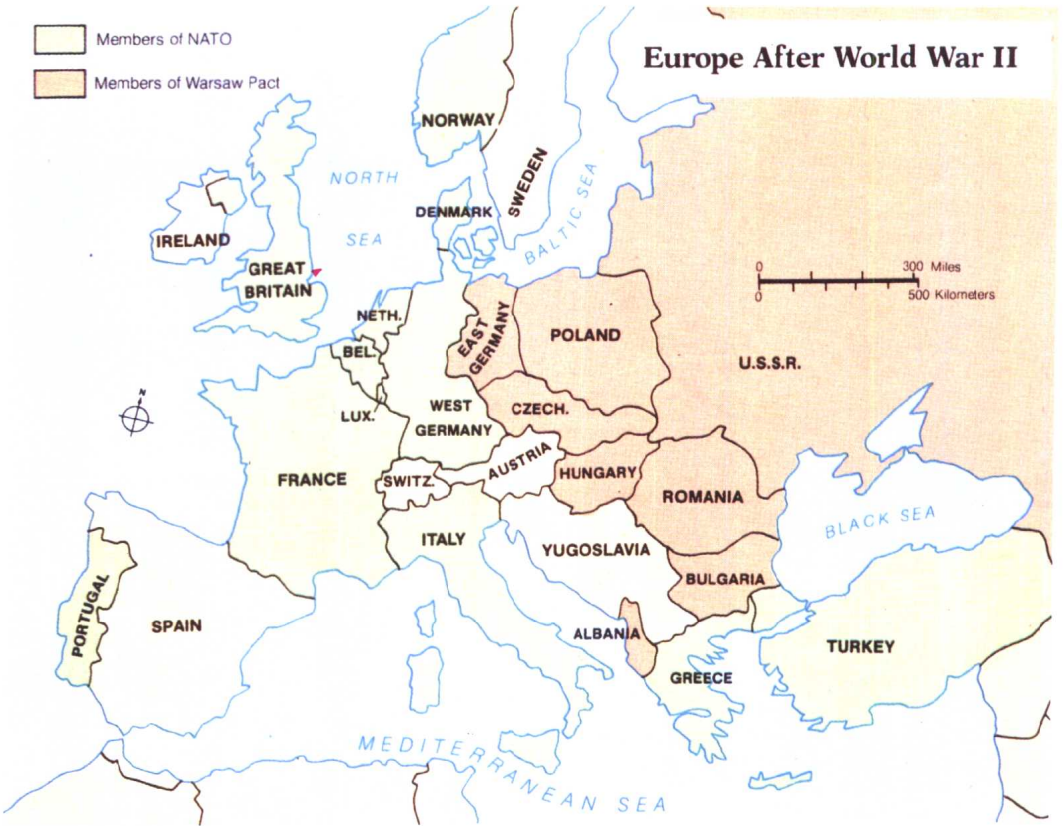 Members of NATO
Members of Warsaw Pact
Europe After World War II
NORWAY
SWEDEN
NORTH
SEA
DENMARK
BALTIC SEA
IRELAND
GREAT
BRITAIN
0
300 Miles
0
500 Kilometers
NETH.
BEL.
LUX.
EAST
GERMANY
POLAND
U.S.S.R.
N
WEST
GERMANY
CZECH.
FRANCE
SWITZ.
AUSTRIA
HUNGARY
ROMANIA
ITALY
YUGOSLAVIA
BLACK SEA
BULGARIA
PORTUGAL
SPAIN
ALBANIA
GREECE
TURKEY
MEDITERRANEAN SEA